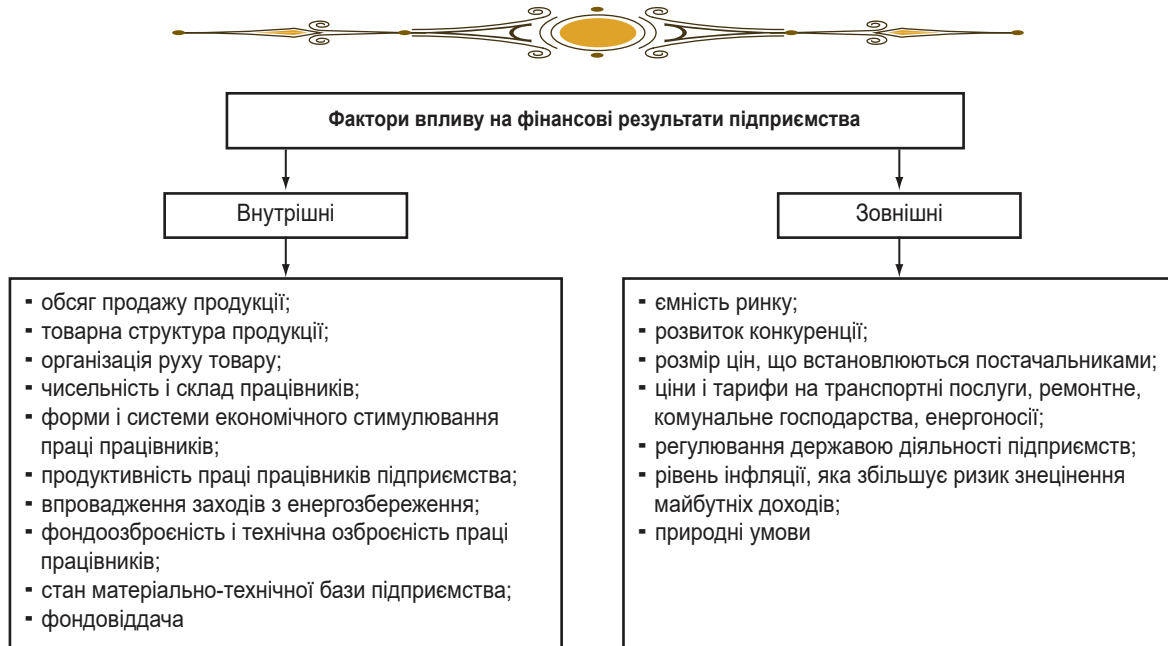 Фактори впливу на фінансові результати підприємства
Внутрішні
Зовнішні
- обсяг продажу продукції;
- товарна структура продукції;
- організація руху товару;
- чисельність і склад працівників;
- форми і системи економічного стимулювання
праці працівників;
- продуктивність праці працівників підприємства;
- впровадження заходів з енергозбереження;
- фондоозброєність і технічна озброєність праці
працівників;
- стан матеріально-технічної бази підприємства;
- фондовіддача
- ємність ринку;
- розвиток конкуренції;
- розмір цін, що встановлюються постачальниками;
- ціни і тарифи на транспортні послуги, ремонтне,
комунальне господарства, енергоносії;
- регулювання державою діяльності підприємств;
- рівень інфляції, яка збільшує ризик знецінення
майбутніх доходів;
- природні умови